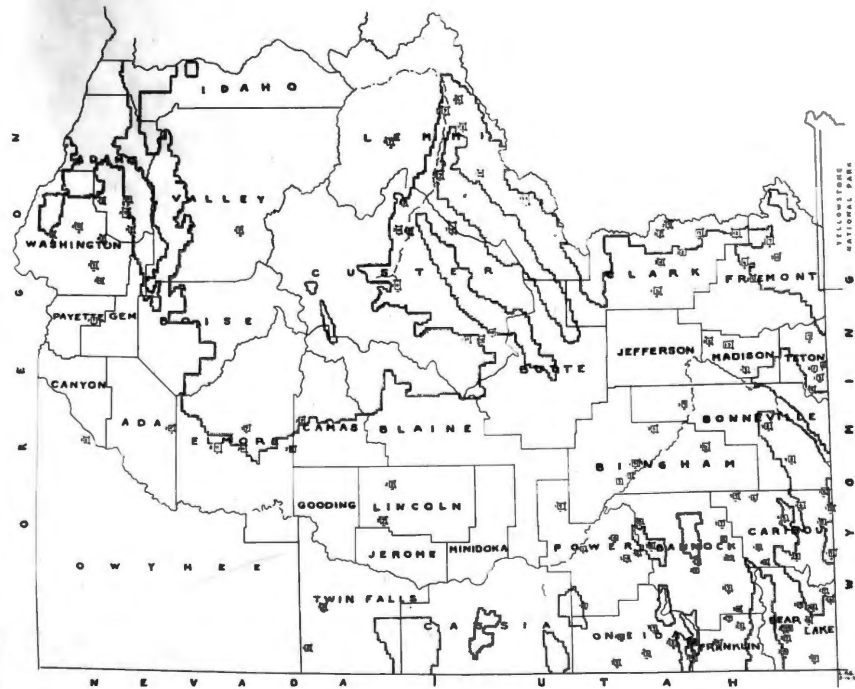 IDAHO
LEMHI
ADAMS
VALLEY
YELLOWSTONE
NATIONAL PARK
WASHINGTON
CUSTER
CLARK
FREMONT
PAYETTE
GEM
BOISE
BUTTE
JEFFERSON
MADISON
TETON
CANYON
ADA
ELMORE
CAMAS
BLAINE
BONNEVILLE
BINGHAM
GOODING
LINCOLN
CARIBOU
JEROME
MINIDOKA
POWER
BANNOCK
OWYHEE
TWIN FALLS
CASSIA
ONEIDA
FRANKLIN
BEAR
LAKE
OREGON
WYOMING
NEVADA
UTAH